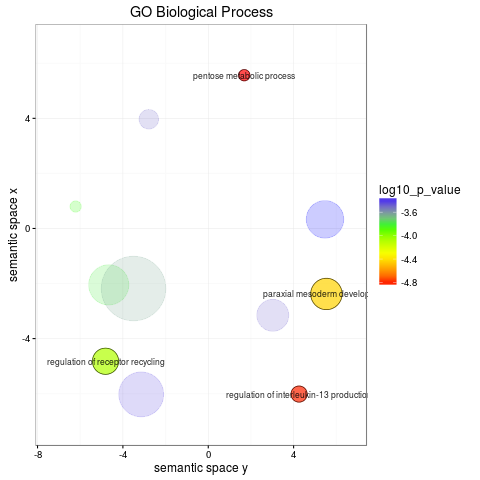 GO Biological Process
pentose metabolic process
paraxial mesoderm develop
regulation of receptor recycling
regulation of interleukin-13 productio
semantic space x
4
0
-4
-8
-4
0
4
semantic space y
log10_p_value
-3.6
-4.0
-4.4
-4.8